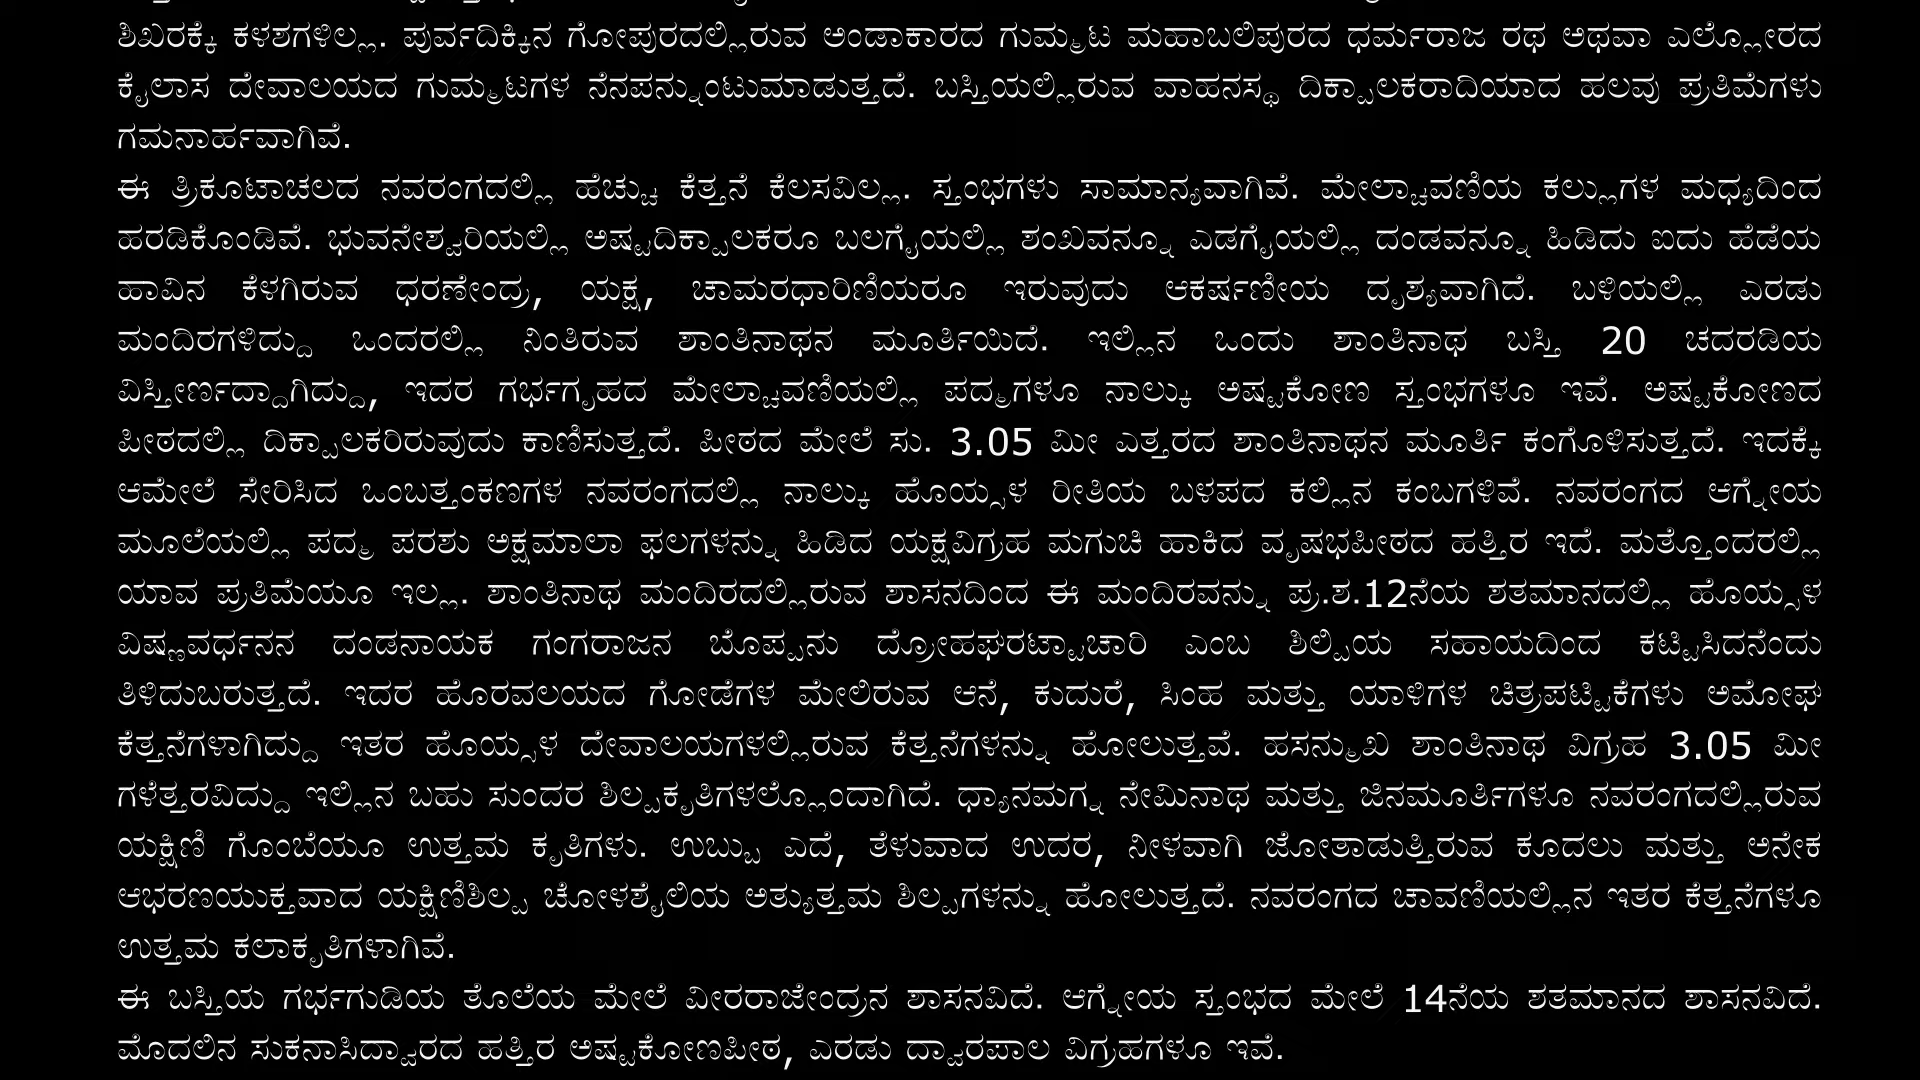 ಶಿಖರಕ್ಕೆ ಕಳಶಗಳಿಲ್ಲ. ಪುರ್ವದಿಕ್ಕಿನ ಗೋಪುರದಲ್ಲಿರುವ ಅಂಡಾಕಾರದ ಗುಮ್ಮಟ ಮಹಾಬಲಿಪುರದ ಧರ್ಮರಾಜ ರಥ ಅಥವಾ ಎಲ್ಲೋರದ
ಕೈಲಾಸ ದೇವಾಲಯದ ಗುಮ್ಮಟಗಳ ನೆನಪನ್ನುಂಟುಮಾಡುತ್ತದೆ. ಬಸ್ತಿಯಲ್ಲಿರುವ ವಾಹನಸ್ಥ ದಿಕ್ಪಾಲಕರಾದಿಯಾದ ಹಲವು ಪ್ರತಿಮೆಗಳು
ಗಮನಾರ್ಹವಾಗಿವೆ.
ಈ ತ್ರಿಕೂಟಾಚಲದ ನವರಂಗದಲ್ಲಿ ಹೆಚ್ಚು ಕೆತ್ತನೆ ಕೆಲಸವಿಲ್ಲ. ಸ್ತಂಭಗಳು ಸಾಮಾನ್ಯವಾಗಿವೆ. ಮೇಲ್ಚಾವಣಿಯ ಕಲ್ಲುಗಳ ಮಧ್ಯದಿಂದ
ಹರಡಿಕೊಂಡಿವೆ. ಭುವನೇಶ್ವರಿಯಲ್ಲಿ ಅಷ್ಟದಿಕ್ಪಾಲಕರೂ ಬಲಗೈಯಲ್ಲಿ ಶಂಖವನ್ನೂ ಎಡಗೈಯಲ್ಲಿ ದಂಡವನ್ನೂ ಹಿಡಿದು ಐದು ಹೆಡೆಯ
ಹಾವಿನ ಕೆಳಗಿರುವ ಧರಣೇಂದ್ರ, ಯಕ್ಷ, ಚಾಮರಧಾರಿಣಿಯರೂ ಇರುವುದು ಆಕರ್ಷಣೀಯ ದೃಶ್ಯವಾಗಿದೆ. ಬಳಿಯಲ್ಲಿ ಎರಡು
ಮಂದಿರಗಳಿದ್ದು ಒಂದರಲ್ಲಿ ನಿಂತಿರುವ ಶಾಂತಿನಾಥನ ಮೂರ್ತಿಯಿದೆ. ಇಲ್ಲಿನ ಒಂದು ಶಾಂತಿನಾಥ ಬಸ್ತಿ 20 ಚದರಡಿಯ
ವಿಸ್ತೀರ್ಣದ್ದಾಗಿದ್ದು, ಇದರ ಗರ್ಭಗೃಹದ ಮೇಲ್ಚಾವಣಿಯಲ್ಲಿ ಪದ್ಮಗಳೂ ನಾಲ್ಕು ಅಷ್ಟಕೋಣ ಸ್ತಂಭಗಳೂ ಇವೆ. ಅಷ್ಟಕೋಣದ
ಪೀಠದಲ್ಲಿ ದಿಕ್ಪಾಲಕರಿರುವುದು ಕಾಣಿಸುತ್ತದೆ. ಪೀಠದ ಮೇಲೆ ಸು. 3.05 ಮೀ ಎತ್ತರದ ಶಾಂತಿನಾಥನ ಮೂರ್ತಿ ಕಂಗೊಳಿಸುತ್ತದೆ. ಇದಕ್ಕೆ
ಆಮೇಲೆ ಸೇರಿಸಿದ ಒಂಬತ್ತಂಕಣಗಳ ನವರಂಗದಲ್ಲಿ ನಾಲ್ಕು ಹೊಯ್ಸಳ ರೀತಿಯ ಬಳಪದ ಕಲ್ಲಿನ ಕಂಬಗಳಿವೆ. ನವರಂಗದ ಆಗ್ನೇಯ
ಮೂಲೆಯಲ್ಲಿ ಪದ್ಮ ಪರಶು ಅಕ್ಷಮಾಲಾ ಫಲಗಳನ್ನು ಹಿಡಿದ ಯಕ್ಷವಿಗ್ರಹ ಮಗುಚಿ ಹಾಕಿದ ವೃಷಭಪೀಠದ ಹತ್ತಿರ ಇದೆ. ಮತ್ತೊಂದರಲ್ಲಿ
ಯಾವ ಪ್ರತಿಮೆಯೂ ಇಲ್ಲ. ಶಾಂತಿನಾಥ ಮಂದಿರದಲ್ಲಿರುವ ಶಾಸನದಿಂದ ಈ ಮಂದಿರವನ್ನು ಪ್ರ.ಶ.12ನೆಯ ಶತಮಾನದಲ್ಲಿ ಹೊಯ್ಸಳ
ವಿಷ್ಣವರ್ಧನನ ದಂಡನಾಯಕ ಗಂಗರಾಜನ ಬೊಪ್ಪನು ದ್ರೋಹಘರಟ್ಟಾಚಾರಿ ಎಂಬ ಶಿಲ್ಪಿಯ ಸಹಾಯದಿಂದ ಕಟ್ಟಿಸಿದನೆಂದು
ತಿಳಿದುಬರುತ್ತದೆ. ಇದರ ಹೊರವಲಯದ ಗೋಡೆಗಳ ಮೇಲಿರುವ ಆನೆ, ಕುದುರೆ, ಸಿಂಹ ಮತ್ತು ಯಾಳಿಗಳ ಚಿತ್ರಪಟ್ಟಿಕೆಗಳು ಅಮೋಘ
ಕೆತ್ತನೆಗಳಾಗಿದ್ದು ಇತರ ಹೊಯ್ಸಳ ದೇವಾಲಯಗಳಲ್ಲಿರುವ ಕೆತ್ತನೆಗಳನ್ನು ಹೋಲುತ್ತವೆ. ಹಸನ್ಮುಖ ಶಾಂತಿನಾಥ ವಿಗ್ರಹ 3.05 ಮೀ
ಗಳೆತ್ತರವಿದ್ದು ಇಲ್ಲಿನ ಬಹು ಸುಂದರ ಶಿಲ್ಪಕೃತಿಗಳಲ್ಲೊಂದಾಗಿದೆ. ಧ್ಯಾನಮಗ್ನ ನೇಮಿನಾಥ ಮತ್ತು ಜಿನಮೂರ್ತಿಗಳೂ ನವರಂಗದಲ್ಲಿರುವ
ಯಕ್ಷಿಣಿ ಗೊಂಬೆಯೂ ಉತ್ತಮ ಕೃತಿಗಳು. ಉಬ್ಬು ಎದೆ, ತೆಳುವಾದ ಉದರ, ನೀಳವಾಗಿ ಜೋತಾಡುತ್ತಿರುವ ಕೂದಲು ಮತ್ತು ಅನೇಕ
ಆಭರಣಯುಕ್ತವಾದ ಯಕ್ಷಿಣಿಶಿಲ್ಪ ಚೋಳಶೈಲಿಯ ಅತ್ಯುತ್ತಮ ಶಿಲ್ಪಗಳನ್ನು ಹೋಲುತ್ತದೆ. ನವರಂಗದ ಚಾವಣಿಯಲ್ಲಿನ ಇತರ ಕೆತ್ತನೆಗಳೂ
ಉತ್ತಮ ಕಲಾಕೃತಿಗಳಾಗಿವೆ.
ಈ ಬಸ್ತಿಯ ಗರ್ಭಗುಡಿಯ ತೊಲೆಯ ಮೇಲೆ ವೀರರಾಜೇಂದ್ರನ ಶಾಸನವಿದೆ. ಆಗ್ನೇಯ ಸ್ತಂಭದ ಮೇಲೆ 14ನೆಯ ಶತಮಾನದ ಶಾಸನವಿದೆ.
ಮೊದಲಿನ ಸುಕನಾಸಿದ್ವಾರದ ಹತ್ತಿರ ಅಷ್ಟಕೋಣಪೀಠ, ಎರಡು ದ್ವಾರಪಾಲ ವಿಗ್ರಹಗಳೂ ಇವೆ.